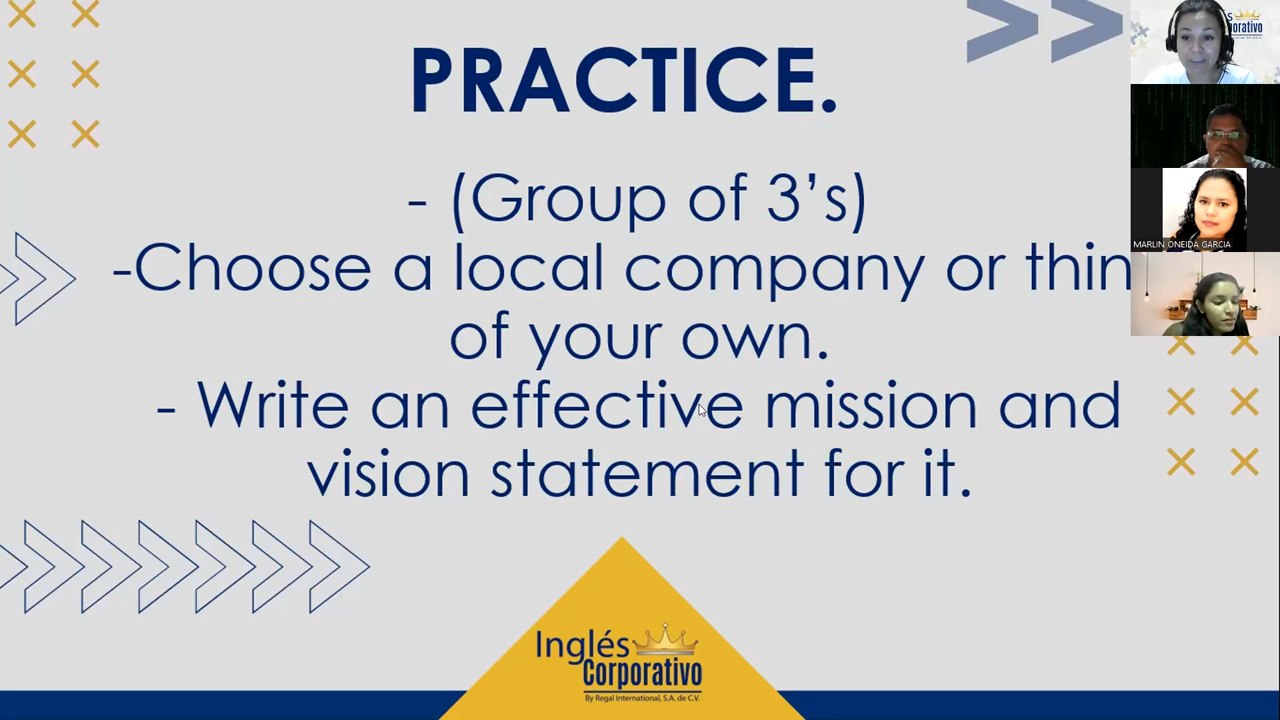 PRACTICE.
- (Group of 3’s)
-Choose a local company or thin
of your own.
- Write an effective mission and
vision statement for it.
Inglés
Corporativo
By Regal International, S.A. de C.V.
s
rporativo
MARLIN ONEIDA GARCIA